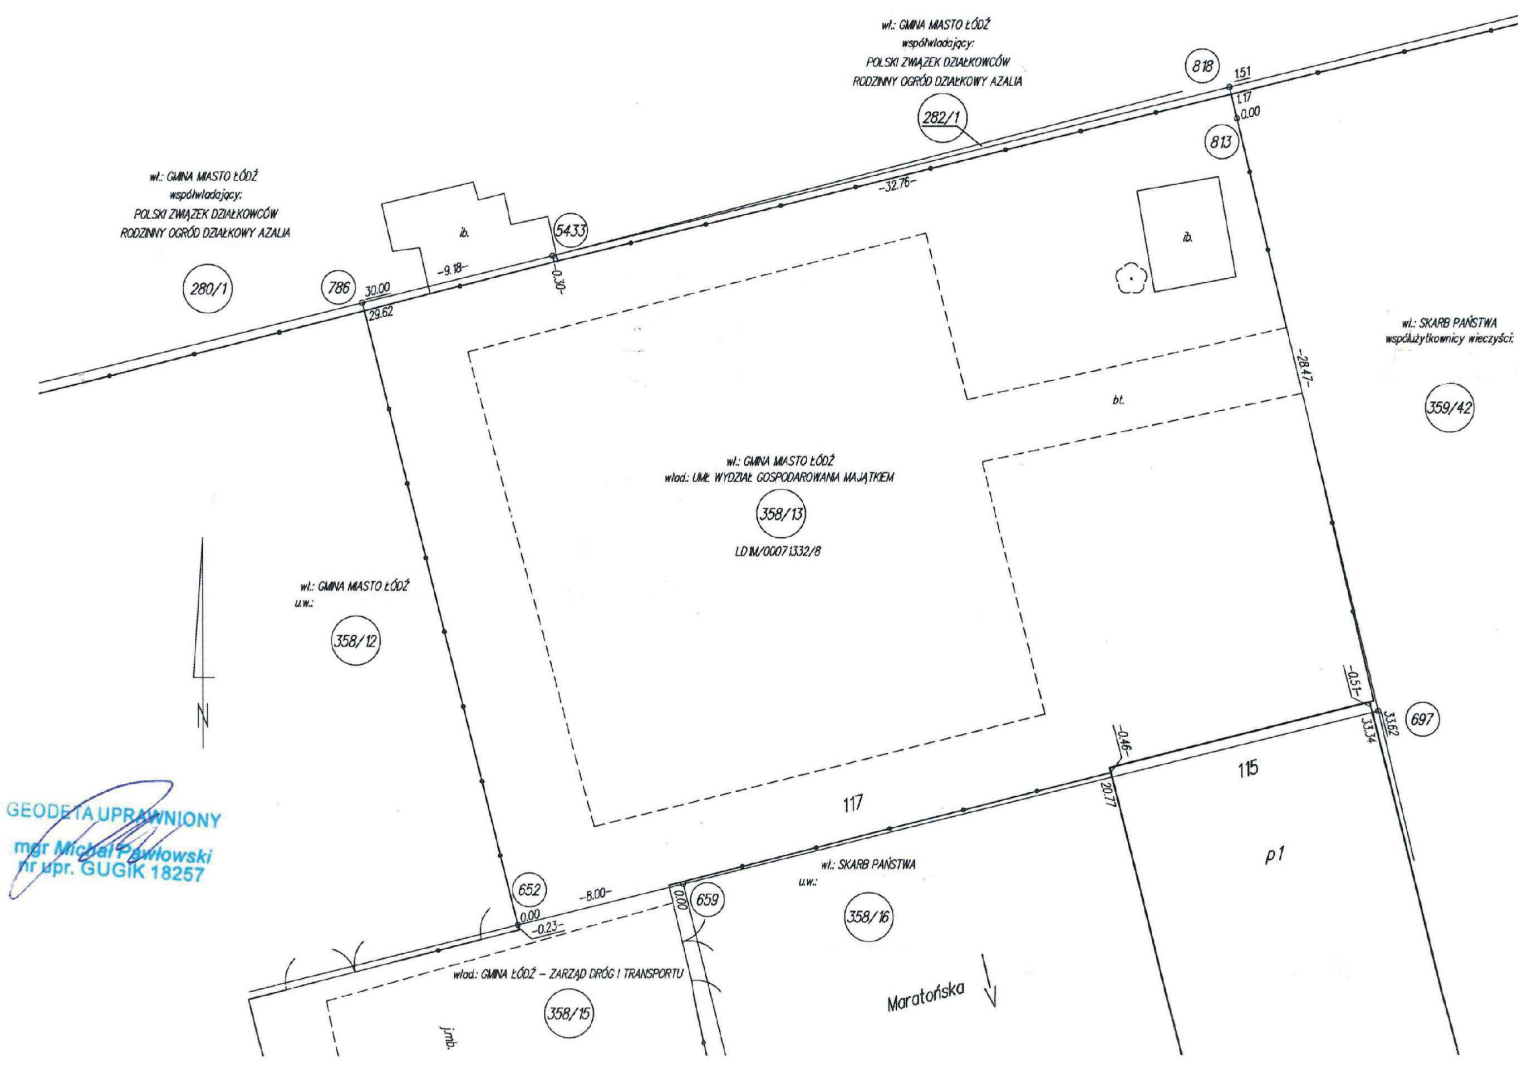 wł.: GMINA MIASTO ŁÓDŹ
współwładający:
POLSKI ZWIĄZEK DZIAŁKOWCÓW
RODZINNY OGRÓD DZIAŁKOWY AZALIA
282/1
818
1.51
1.17
0.00
813
wł.: GMINA MIASTO ŁÓDŹ
współwładający:
POLSKI ZWIĄZEK DZIAŁKOWCÓW
RODZINNY OGRÓD DZIAŁKOWY AZALIA
280/1
-32.76-
ib.
5433
ib.
-9.18-
-0.30-
786
30.00
29.62
wł.: SKARB PAŃSTWA
współużytkownicy wieczyści:
359/42
-28.47-
bt.
wł.: GMINA MIASTO ŁÓDŹ
wład.: UMŁ WYDZIAŁ GOSPODAROWANIA MAJĄTKIEM
358/13
LD1M/00071332/8
wł.: GMINA MIASTO ŁÓDŹ
u.w.:
358/12
N
-0.51-
33.62
33.34
697
-0.46-
20.77
115
117
p1
GEODETA UPRAWNIONY
mgr Michał Pawłowski
nr upr. GUGiK 18257
wł.: SKARB PAŃSTWA
u.w.:
358/16
652
0.00
-8.00-
0.00
659
-0.23-
wład.: GMINA ŁÓDŹ - ZARZĄD DRÓG I TRANSPORTU
358/15
jmb.
Maratońska